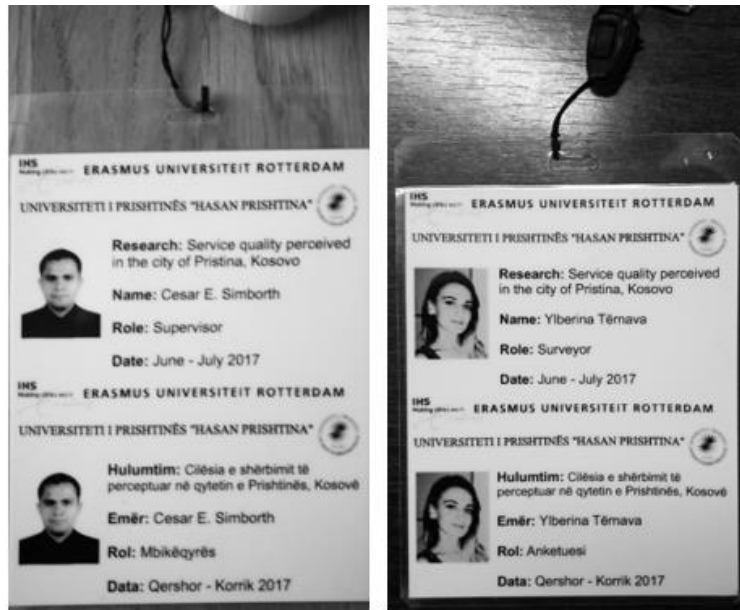 IHS
ERASMUS UNIVERSITEIT ROTTERDAM
UNIVERSITETI I PRISHTINËS "HASAN PRISHTINA"
Research: Service quality perceived
in the city of Pristina, Kosovo
Name: Cesar E. Simborth
Role: Supervisor
Date: June - July 2017
IHS
ERASMUS UNIVERSITEIT ROTTERDAM
UNIVERSITETI I PRISHTINËS "HASAN PRISHTINA"
Hulumtim: Cilësia e shërbimit të
perceptuar në qytetin e Prishtinës, Kosovë
Emër: Cesar E. Simborth
Rol: Mbikëqyrës
Data: Qershor - Korrik 2017
IHS
ERASMUS UNIVERSITEIT ROTTERDAM
UNIVERSITETI I PRISHTINËS "HASAN PRISHTINA"
Research: Service quality perceived
in the city of Pristina, Kosovo
Name: Ylberina Tërnava
Role: Surveyor
Date: June - July 2017
IHS
ERASMUS UNIVERSITEIT ROTTERDAM
UNIVERSITETI I PRISHTINËS "HASAN PRISHTINA"
Hulumtim: Cilësia e shërbimit të
perceptuar në qytetin e Prishtinës, Kosovë
Emër: Ylberina Tërnava
Rol: Anketuesi
Data: Qershor - Korrik 2017